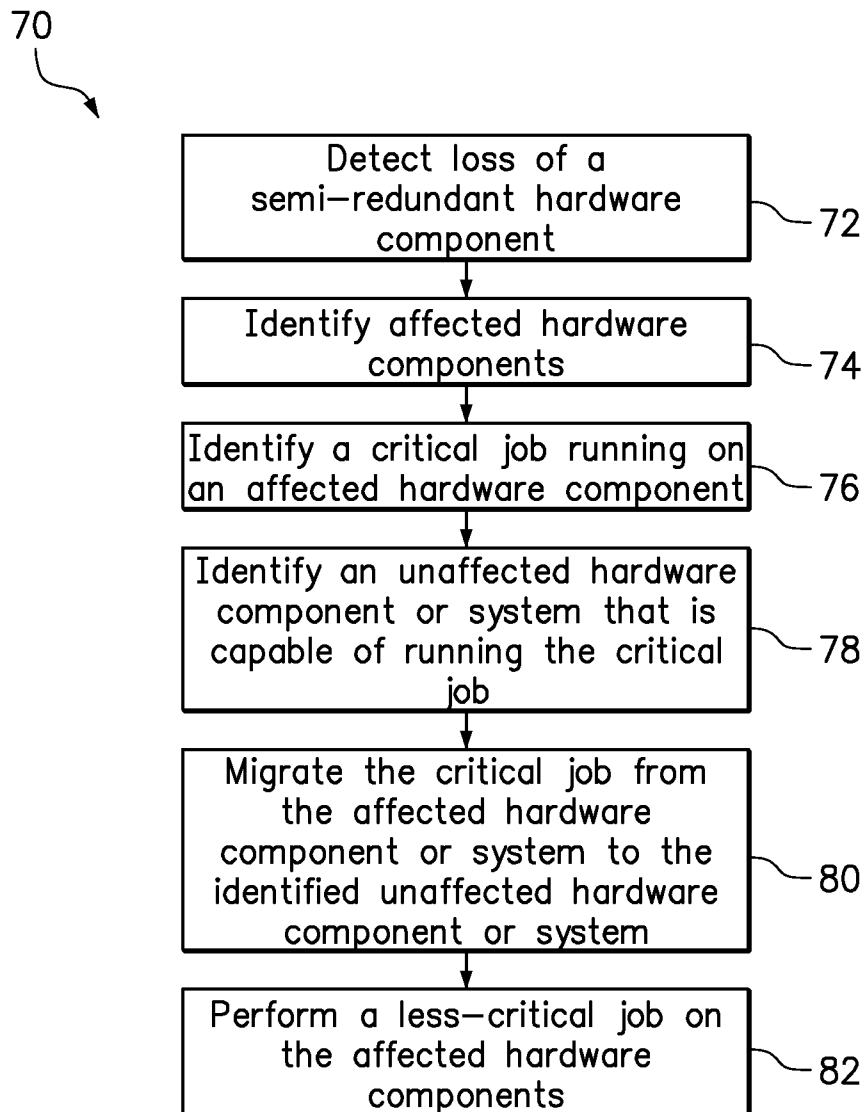 70
Detect loss of a
semi-redundant hardware
component
72
Identify affected hardware
components
74
Identify a critical job running on
an affected hardware component
76
Identify an unaffected hardware
component or system that is
capable of running the critical
job
78
Migrate the critical job from
the affected hardware
component or system to the
identified unaffected hardware
component or system
80
Perform a less-critical job on
the affected hardware
components
82